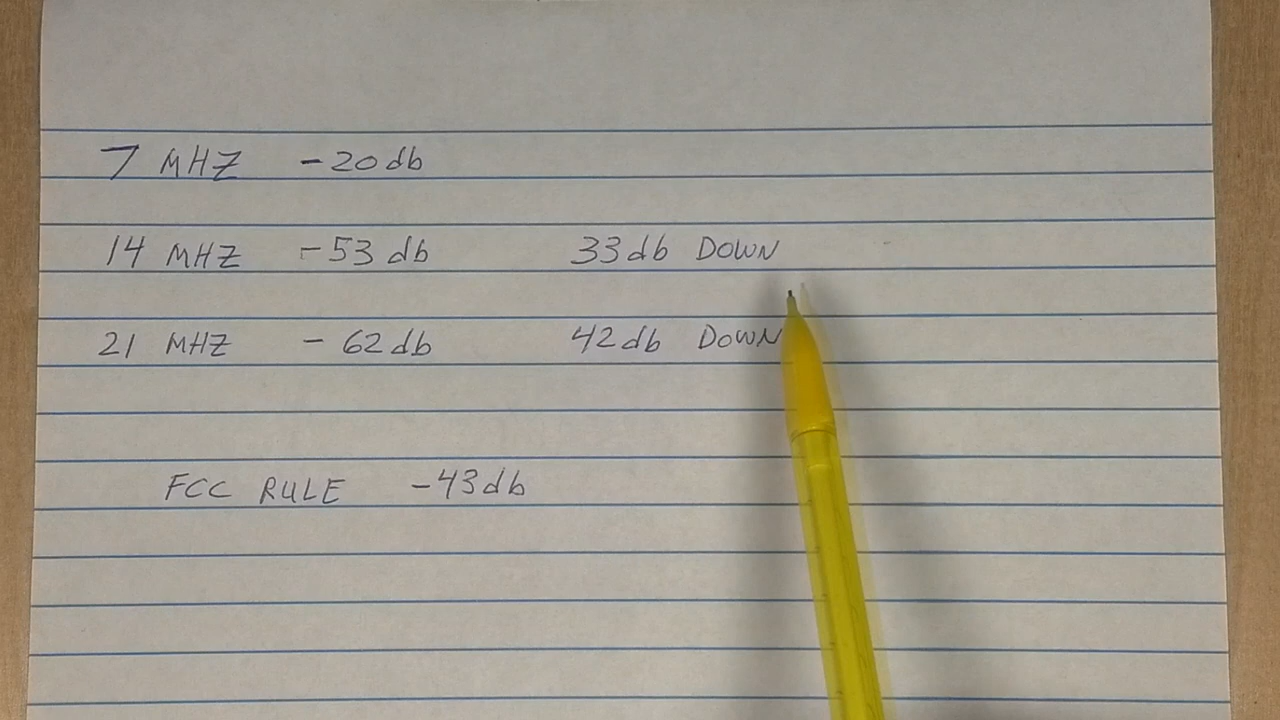 7 MHZ -20db
14 MHZ -53db 33db DOWN
21 MHZ -62db 42db DOWN
FCC RULE -43db